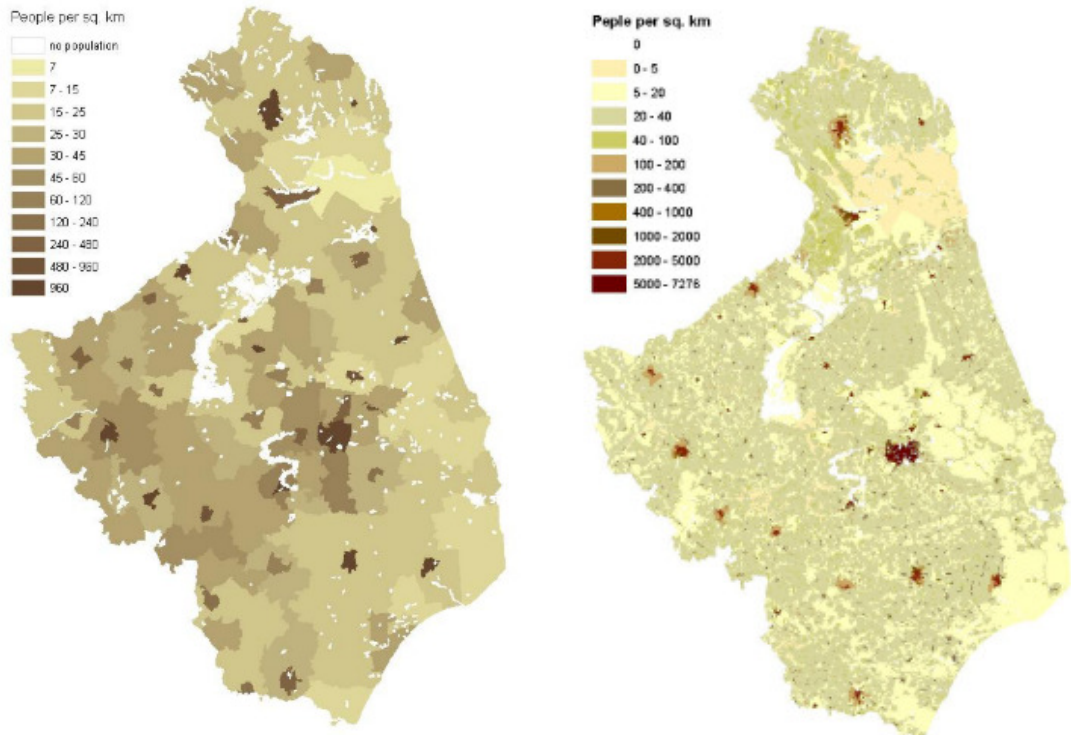 People per sq. km
no population
7
7 - 15
15 - 25
25 - 30
30 - 45
45 - 60
60 - 120
120 - 240
240 - 480
480 - 960
960
Peple per sq. km
0
0 - 5
5 - 20
20 - 40
40 - 100
100 - 200
200 - 400
400 - 1000
1000 - 2000
2000 - 5000
5000 - 7276